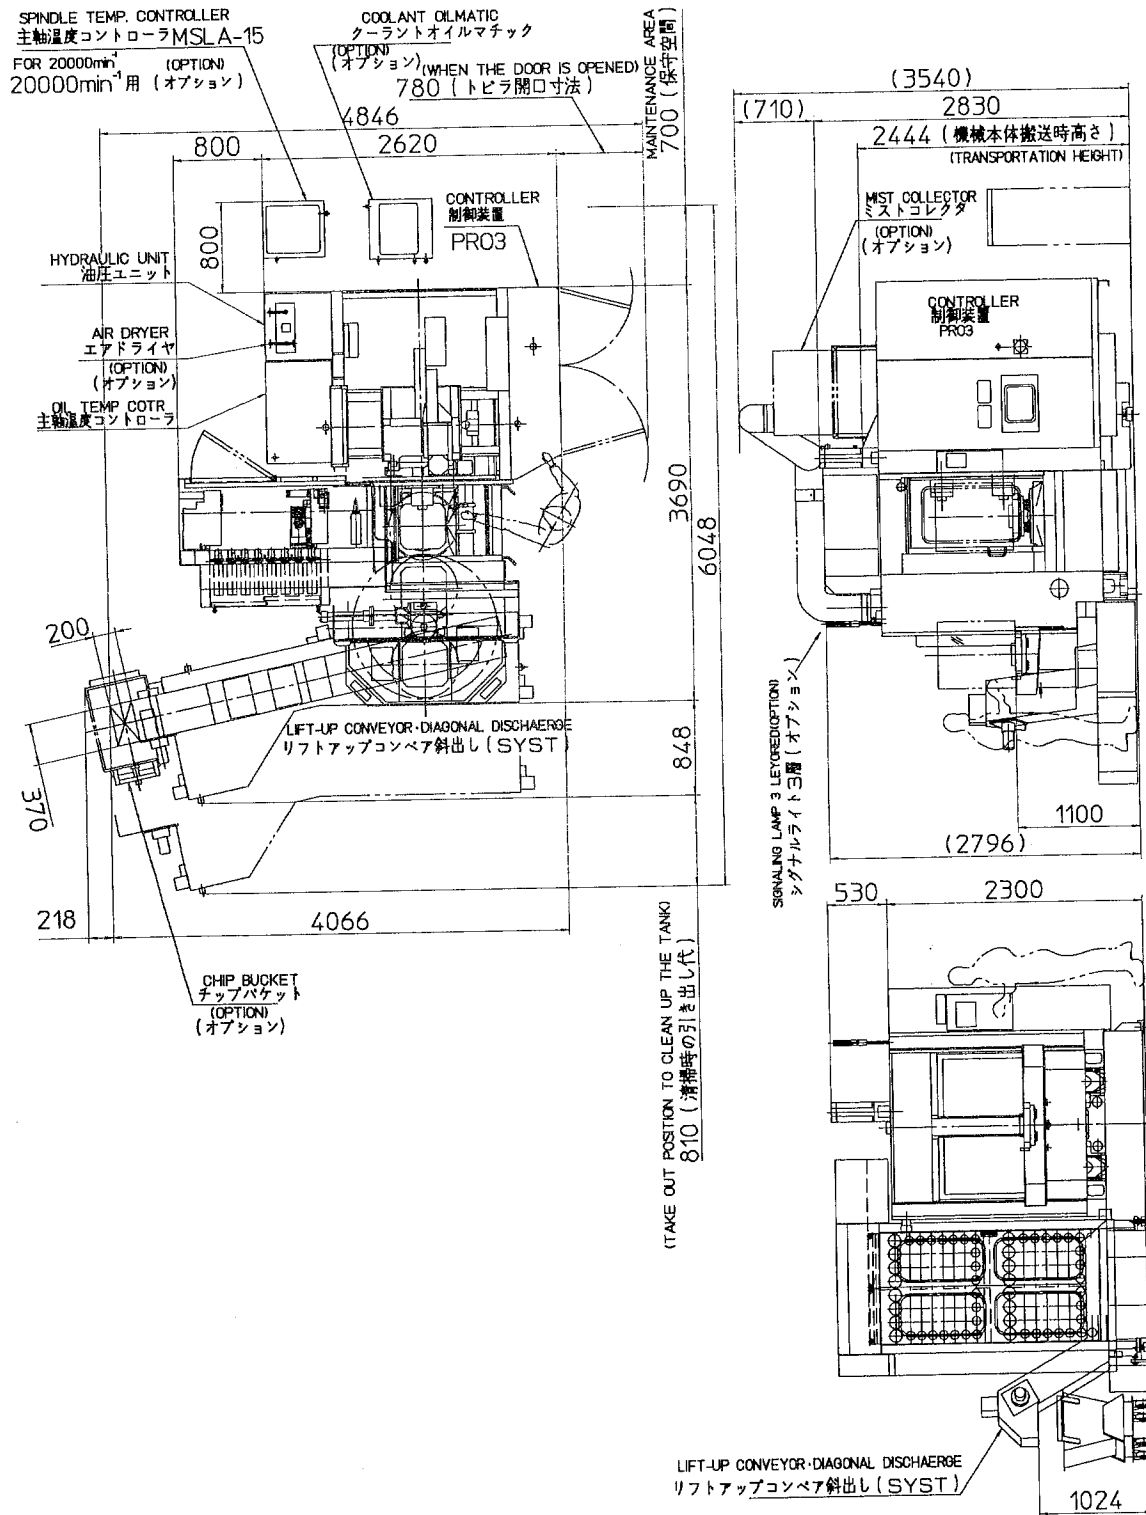 SPINDLE TEMP. CONTROLLER
主軸温度コントローラMSLA-15
FOR 20000min⁻¹ (OPTION)
20000min⁻¹用 (オプション)
COOLANT OILMATIC
クーラントオイルマチック
(OPTION)
(オプション)
(WHEN THE DOOR IS OPENED)
780 (トビラ開口寸法)
4846
800
2620
MAINTENANCE AREA
700 (保守空間)
CONTROLLER
制御装置
PR03
800
HYDRAULIC UNIT
油圧ユニット
AIR DRYER
エアドライヤ
(OPTION)
(オプション)
OIL TEMP COTR
主軸温度コントローラ
3690
6048
200
370
LIFT-UP CONVEYOR·DIAGONAL DISCHAERGE
リフトアップコンベア斜出し(SYST)
848
218
4066
CHIP BUCKET
チップバケット
(OPTION)
(オプション)
(TAKE OUT POSITION TO CLEAN UP THE TANK)
810 (清掃時の引き出し代)
(3540)
(710)
2830
2444 (機械本体搬送時高さ)
(TRANSPORTATION HEIGHT)
MIST COLLECTOR
ミストコレクタ
(OPTION)
(オプション)
CONTROLLER
制御装置
PR03
SIGNALING LAMP 3 LEYORED(OPTION)
シグナルライト3層 (オプション)
1100
(2796)
530
2300
LIFT-UP CONVEYOR·DIAGONAL DISCHAERGE
リフトアップコンベア斜出し(SYST)
1024